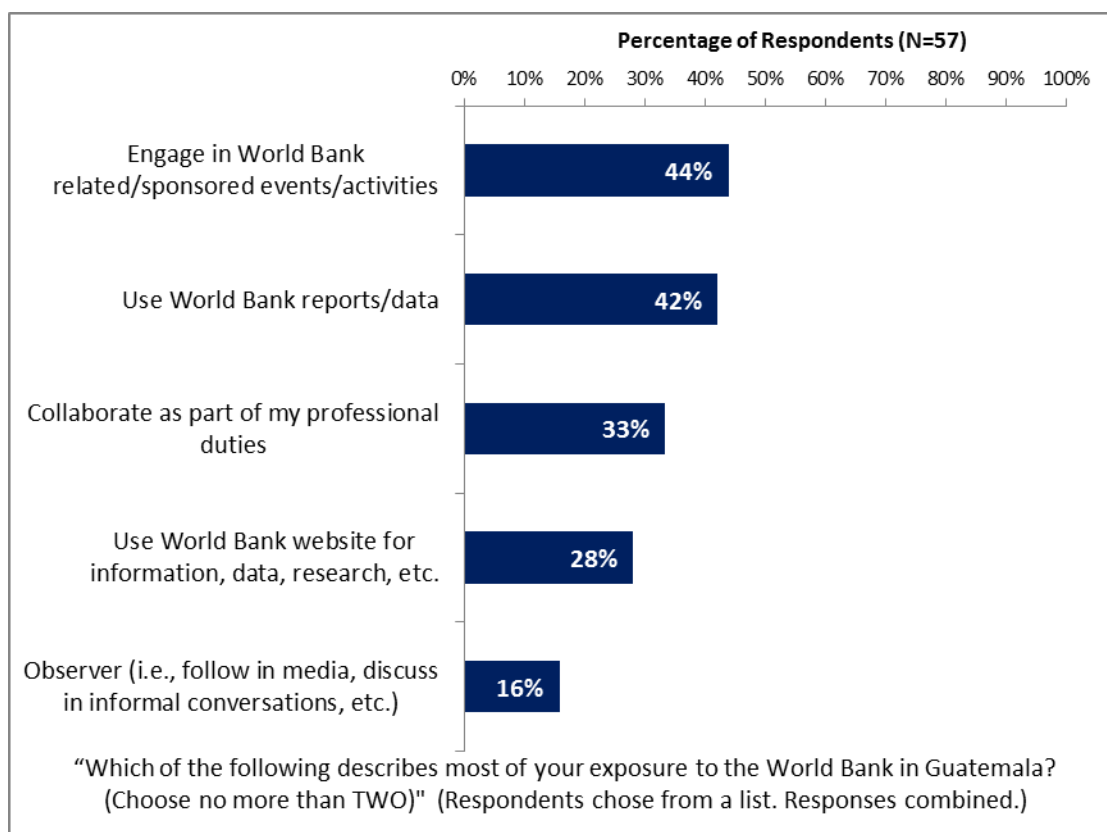 Percentage of Respondents (N=57)
0% 10% 20% 30% 40% 50% 60% 70% 80% 90% 100%
Engage in World Bank
related/sponsored events/activities
44%
Use World Bank reports/data
42%
Collaborate as part of my professional
duties
33%
Use World Bank website for
information, data, research, etc.
28%
Observer (i.e., follow in media, discuss
in informal conversations, etc.)
16%
“Which of the following describes most of your exposure to the World Bank in Guatemala?
(Choose no more than TWO)" (Respondents chose from a list. Responses combined.)